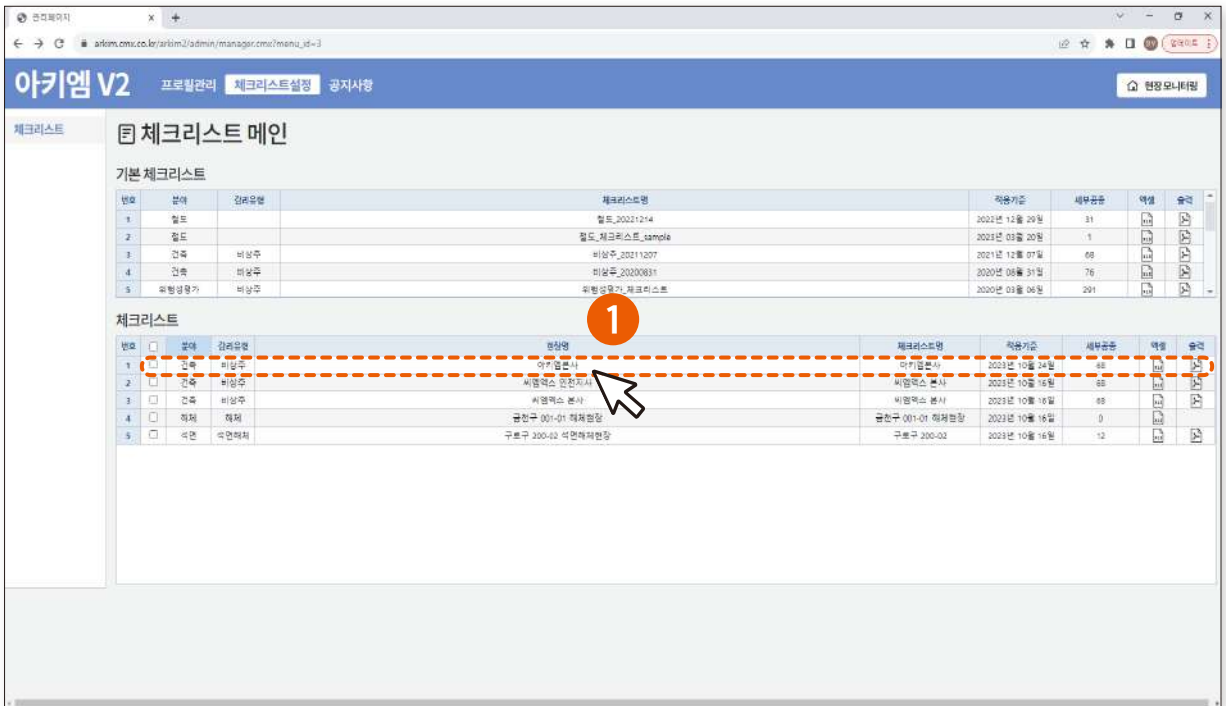 관리페이지
arkim.cmx.co.kr/arkim2/admin/manager.cmx?menu_id=3
업데이트
아키엠 V2 프로필관리 체크리스트설정 공지사항 현장모니터링
체크리스트
체크리스트 메인
기본 체크리스트
번호 분야 감리유형 체크리스트명 적용기준 세부공종 엑셀 출력
1 철도 철도_20221214 2022년 12월 29일 31
2 철도 철도_체크리스트_sample 2023년 03월 20일 1
3 건축 비상주 비상주_20211207 2021년 12월 07일 68
4 건축 비상주 비상주_20200831 2020년 08월 31일 76
5 위험성평가 비상주 위험성평가_체크리스트 2020년 03월 06일 291
체크리스트
1
번호 분야 감리유형 현장명 체크리스트명 적용기준 세부공종 엑셀 출력
1 건축 비상주 아키엠본사 아키엠본사 2023년 10월 24일 68
2 건축 비상주 씨엠엑스 인천지사 씨엠엑스 본사 2023년 10월 16일 68
3 건축 비상주 씨엠엑스 본사 씨엠엑스 본사 2023년 10월 16일 68
4 해체 해체 금천구 001-01 해체현장 금천구 001-01 해체현장 2023년 10월 16일 0
5 석면 석면해체 구로구 200-02 석면해체현장 구로구 200-02 2023년 10월 16일 12